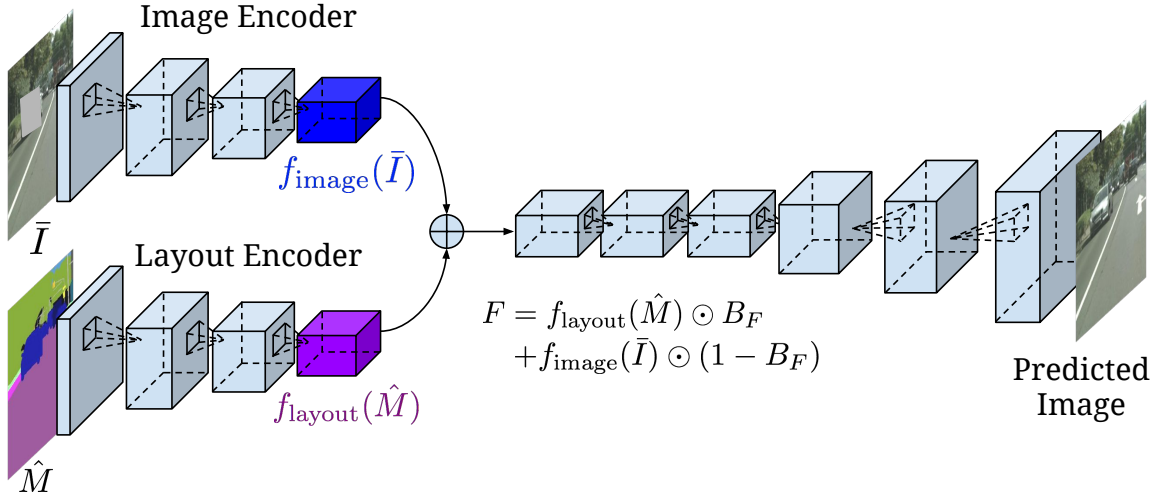 Image Encoder
f_image(Ī)
Ī
Layout Encoder
f_layout(M̂)
M̂
F = f_layout(M̂) ⊙ B_F
+f_image(Ī) ⊙ (1 − B_F)
Predicted
Image